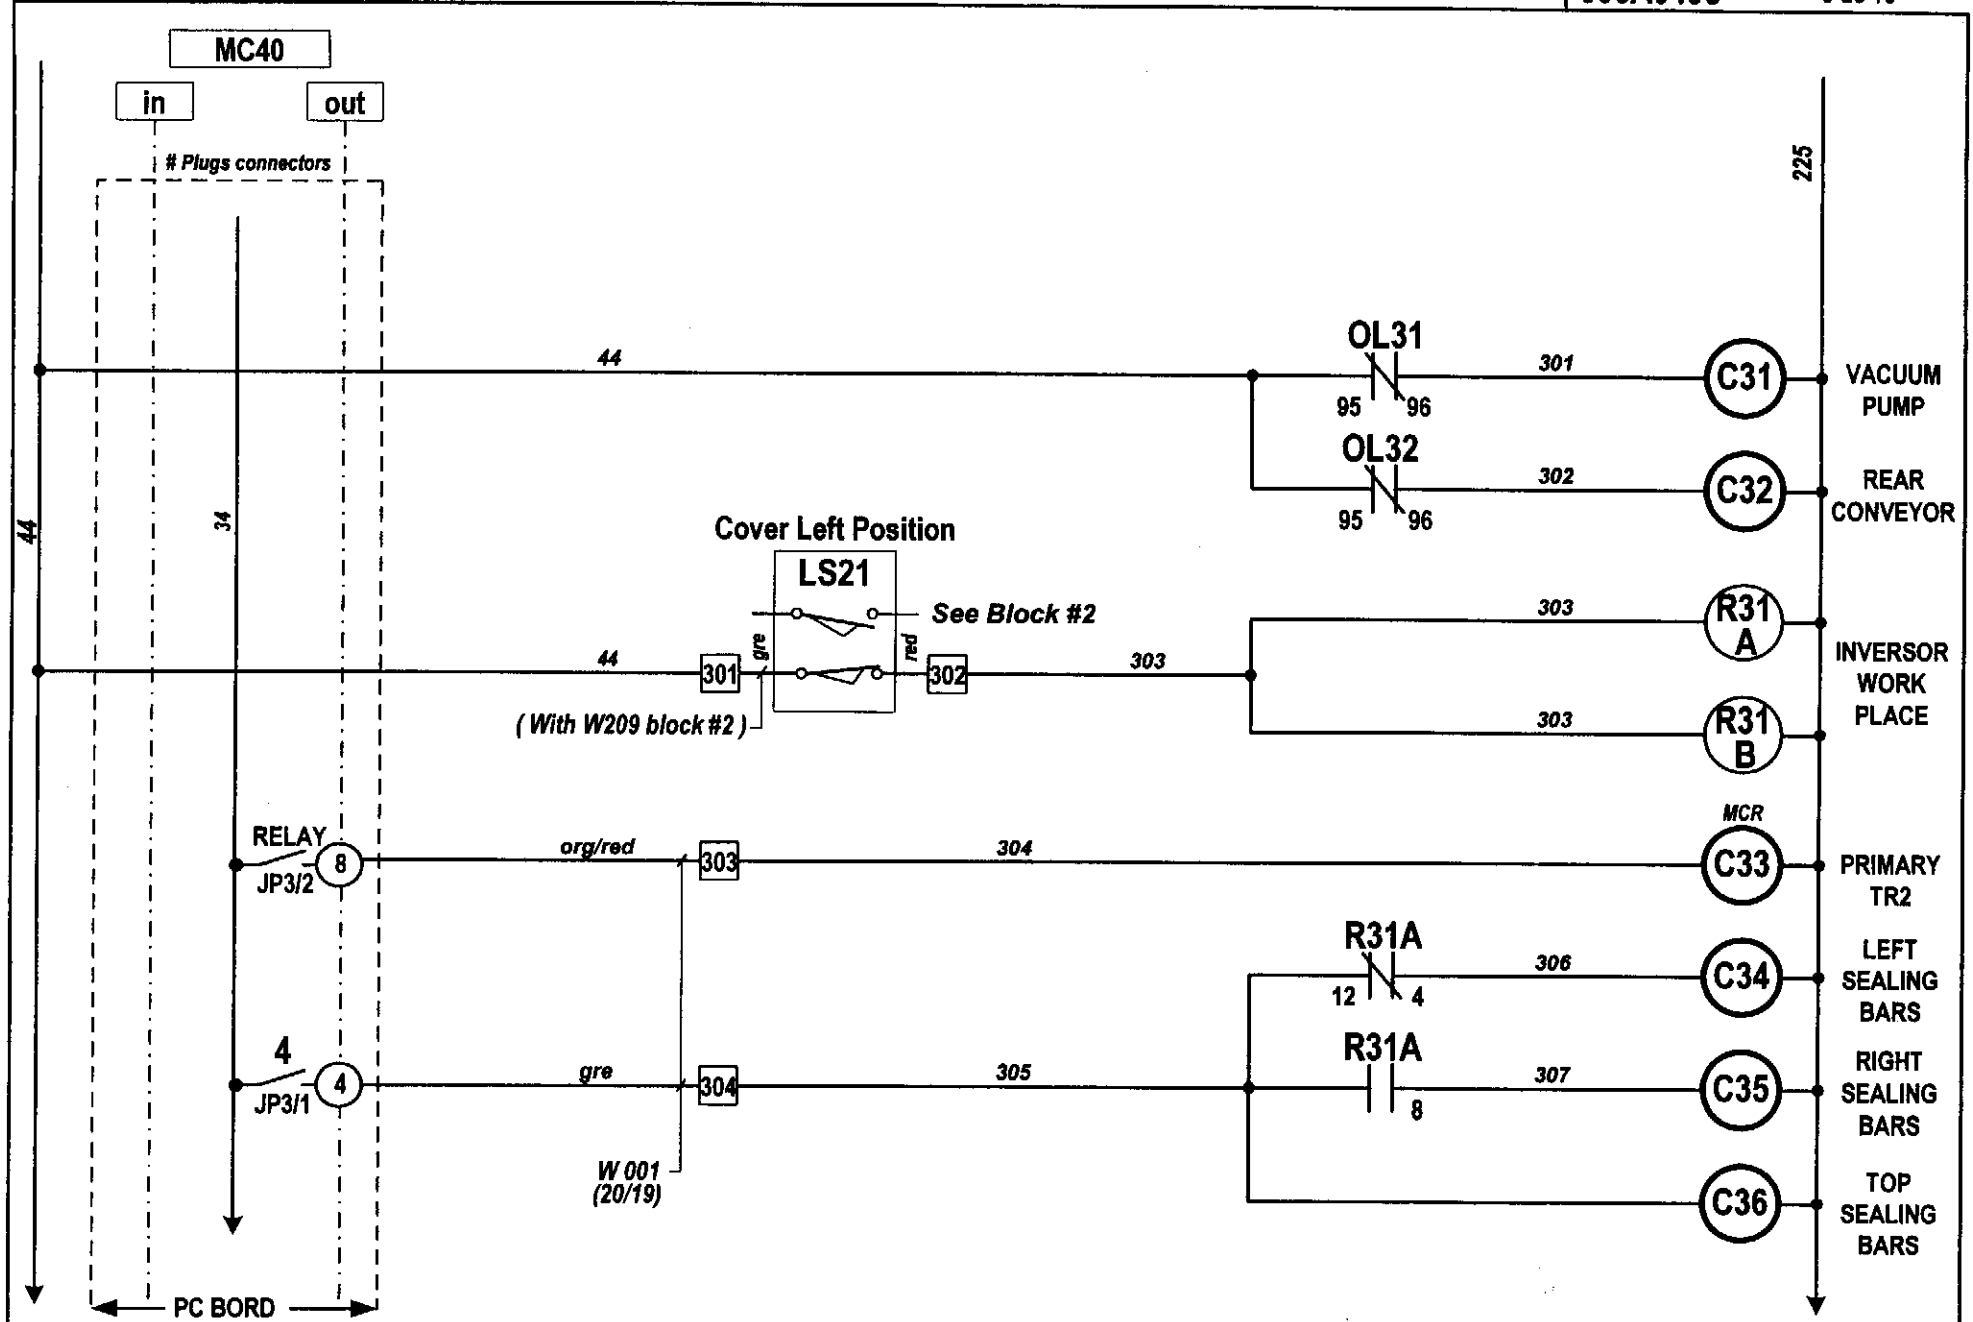 MC40
in
out
# Plugs connectors
225
44
34
44
OL31
95
96
301
C31
VACUUM
PUMP
OL32
95
96
302
C32
REAR
CONVEYOR
Cover Left Position
LS21
See Block #2
gre
red
44
301
302
303
( With W209 block #2 )
303
R31
A
303
R31
B
INVERSOR
WORK
PLACE
RELAY
JP3/2
8
org/red
303
304
MCR
C33
PRIMARY
TR2
R31A
12
4
306
C34
LEFT
SEALING
BARS
4
JP3/1
4
gre
304
305
R31A
8
307
C35
RIGHT
SEALING
BARS
W 001
(20/19)
C36
TOP
SEALING
BARS
PC BORD